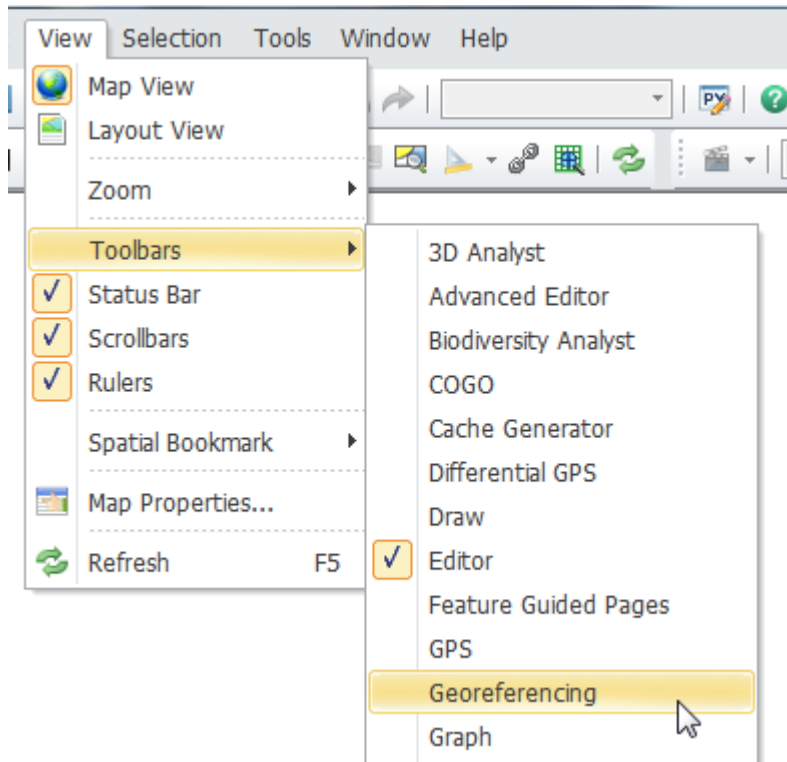 View Selection Tools Window Help
Map View
Layout View
Zoom
Toolbars
Status Bar
Scrollbars
Rulers
Spatial Bookmark
Map Properties...
Refresh F5
PY
3D Analyst
Advanced Editor
Biodiversity Analyst
COGO
Cache Generator
Differential GPS
Draw
Editor
Feature Guided Pages
GPS
Georeferencing
Graph